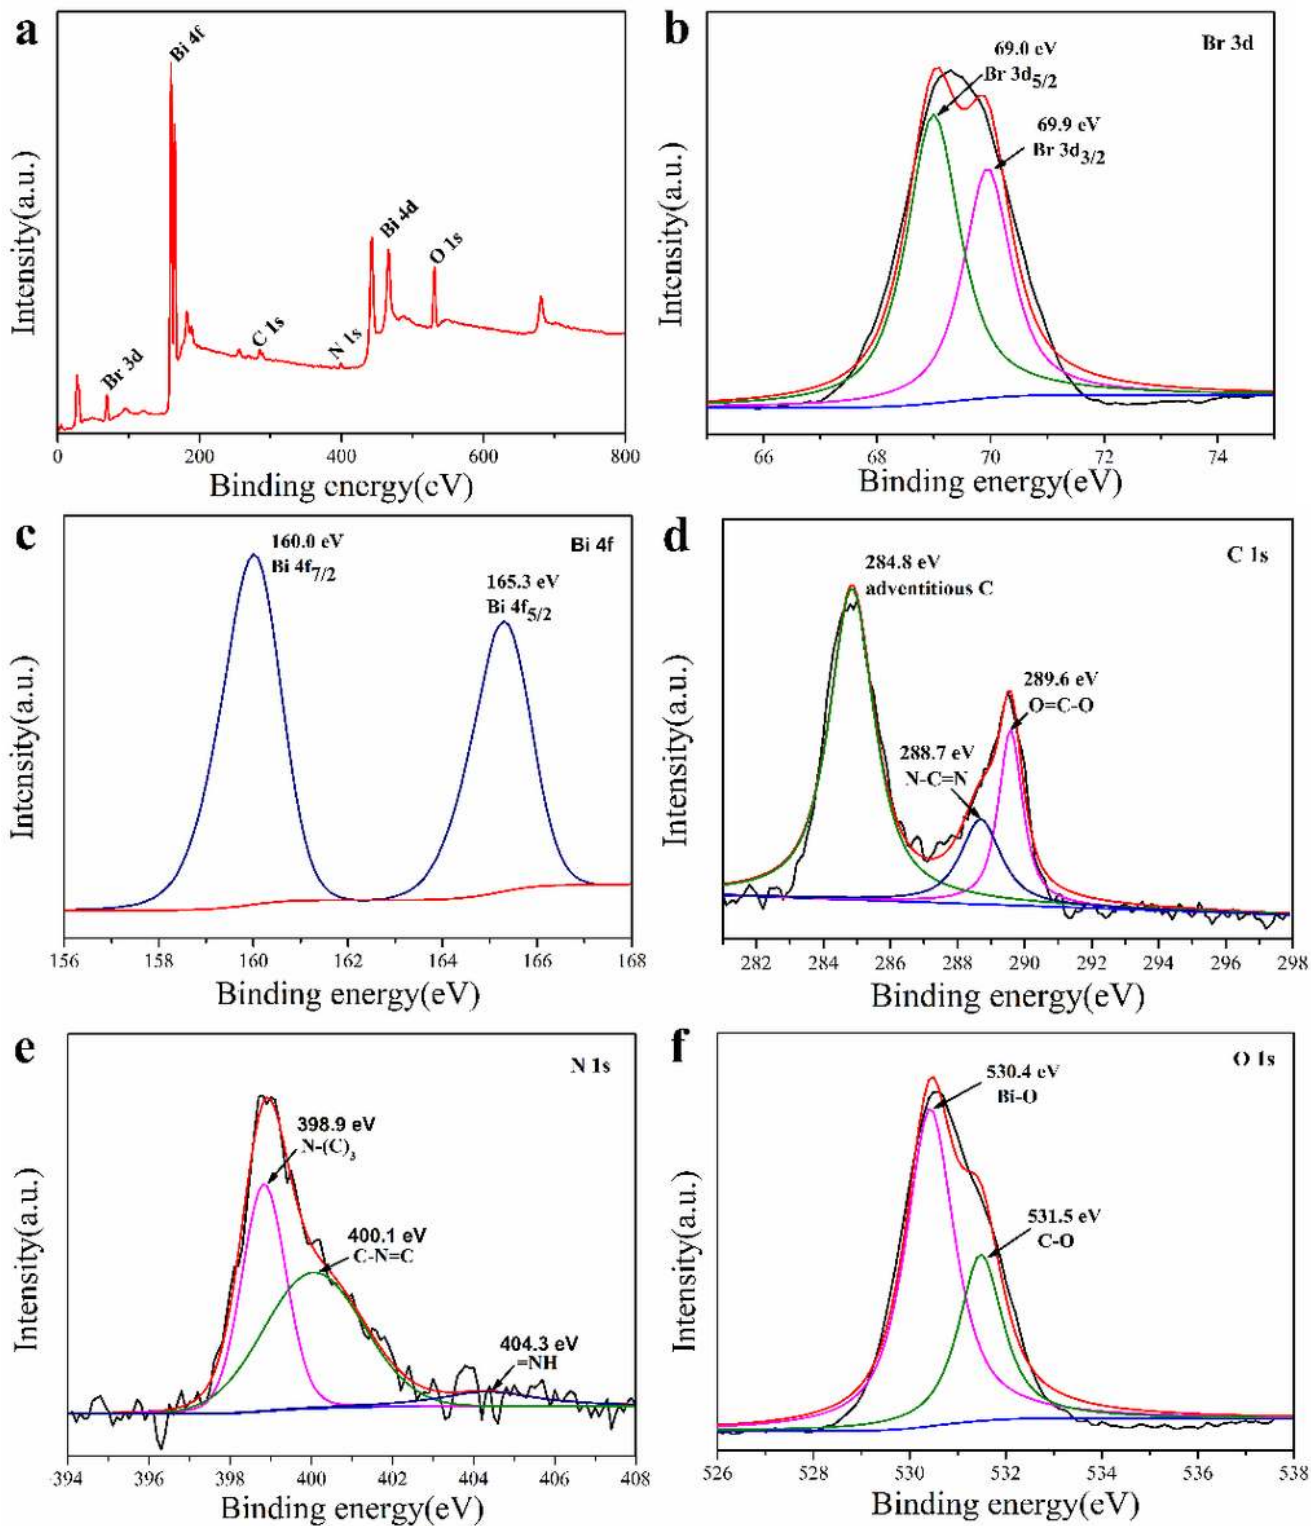 a
Bi 4f
Br 3d
C 1s
N 1s
Bi 4d
O 1s
Intensity(a.u.)
0 200 400 600 800
Binding energy(eV)
b
Br 3d
69.0 eV
Br 3d5/2
69.9 eV
Br 3d3/2
Intensity(a.u.)
66 68 70 72 74
Binding energy(eV)
c
Bi 4f
160.0 eV
Bi 4f7/2
165.3 eV
Bi 4f5/2
Intensity(a.u.)
156 158 160 162 164 166 168
Binding energy(eV)
d
C 1s
284.8 eV
adventitious C
289.6 eV
O=C-O
288.7 eV
N-C=N
Intensity(a.u.)
282 284 286 288 290 292 294 296 298
Binding energy(eV)
e
N 1s
398.9 eV
N-(C)3
400.1 eV
C-N=C
404.3 eV
=NH
Intensity(a.u.)
394 396 398 400 402 404 406 408
Binding energy(eV)
f
O 1s
530.4 eV
Bi-O
531.5 eV
C-O
Intensity(a.u.)
526 528 530 532 534 536 538
Binding energy(eV)